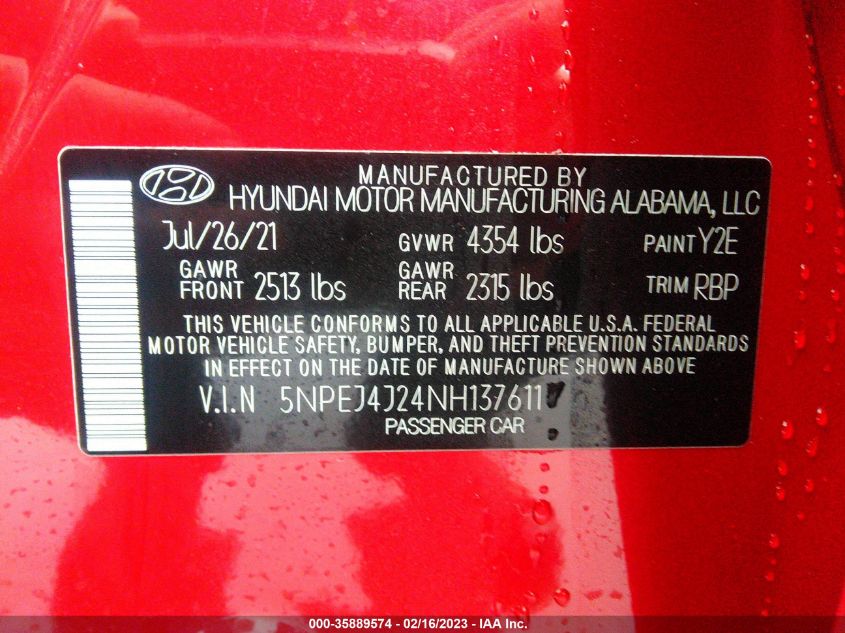 MANUFACTURED BY
HYUNDAI MOTOR MANUFACTURING ALABAMA, LLC
Jul/26/21 GVWR 4354 lbs PAINT Y2E
GAWR FRONT 2513 lbs GAWR REAR 2315 lbs TRIM RBP
THIS VEHICLE CONFORMS TO ALL APPLICABLE U.S.A. FEDERAL
MOTOR VEHICLE SAFETY, BUMPER, AND THEFT PREVENTION STANDARDS
IN EFFECT ON THE DATE OF MANUFACTURE SHOWN ABOVE
V.I.N 5NPEJ4J24NH137611
PASSENGER CAR
000-35889574 - 02/16/2023 - IAA Inc.